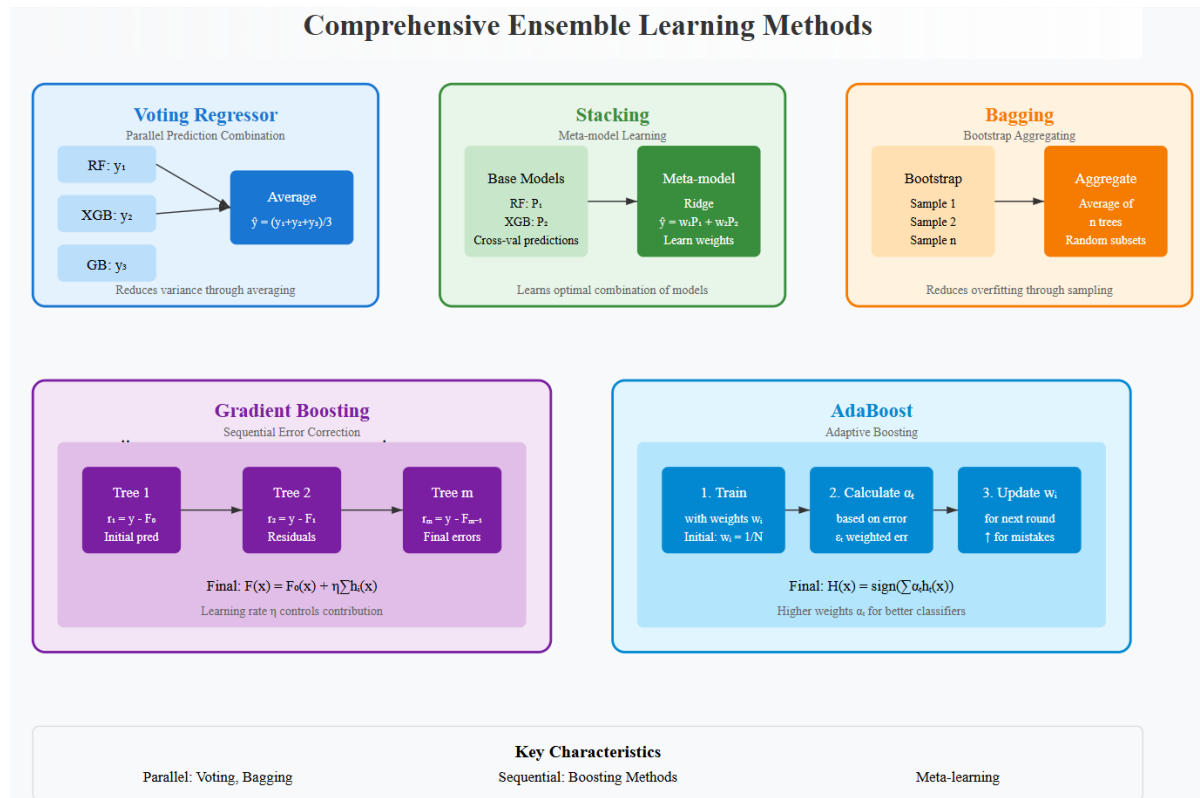 Comprehensive Ensemble Learning Methods
Voting Regressor
Parallel Prediction Combination
RF: y₁
XGB: y₂
GB: y₃
Average
ŷ = (y₁+y₂+y₃)/3
Reduces variance through averaging
Stacking
Meta-model Learning
Base Models
RF: P₁
XGB: P₂
Cross-val predictions
Meta-model
Ridge
ŷ = w₁P₁ + w₂P₂
Learn weights
Learns optimal combination of models
Bagging
Bootstrap Aggregating
Bootstrap
Sample 1
Sample 2
Sample n
Aggregate
Average of
n trees
Random subsets
Reduces overfitting through sampling
Gradient Boosting
Sequential Error Correction
Tree 1
r₁ = y - F₀
Initial pred
Tree 2
r₂ = y - F₁
Residuals
Tree m
rₘ = y - Fₘ₋₁
Final errors
Final: F(x) = F₀(x) + η∑hᵢ(x)
Learning rate η controls contribution
AdaBoost
Adaptive Boosting
1. Train
with weights wᵢ
Initial: wᵢ = 1/N
2. Calculate αₜ
based on error
εₜ weighted err
3. Update wᵢ
for next round
↑ for mistakes
Final: H(x) = sign(∑αₜhₜ(x))
Higher weights αₜ for better classifiers
Key Characteristics
Parallel: Voting, Bagging
Sequential: Boosting Methods
Meta-learning